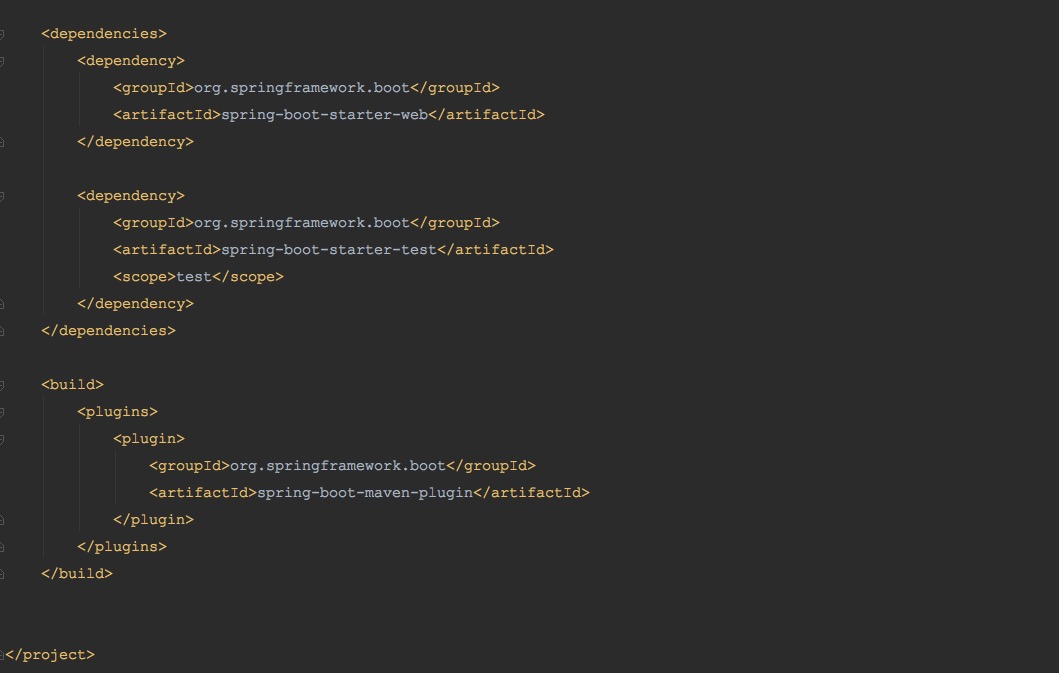 <dependencies>
<dependency>
<groupId>org.springframework.boot</groupId>
<artifactId>spring-boot-starter-web</artifactId>
</dependency>
<dependency>
<groupId>org.springframework.boot</groupId>
<artifactId>spring-boot-starter-test</artifactId>
<scope>test</scope>
</dependency>
</dependencies>
<build>
<plugins>
<plugin>
<groupId>org.springframework.boot</groupId>
<artifactId>spring-boot-maven-plugin</artifactId>
</plugin>
</plugins>
</build>
</project>